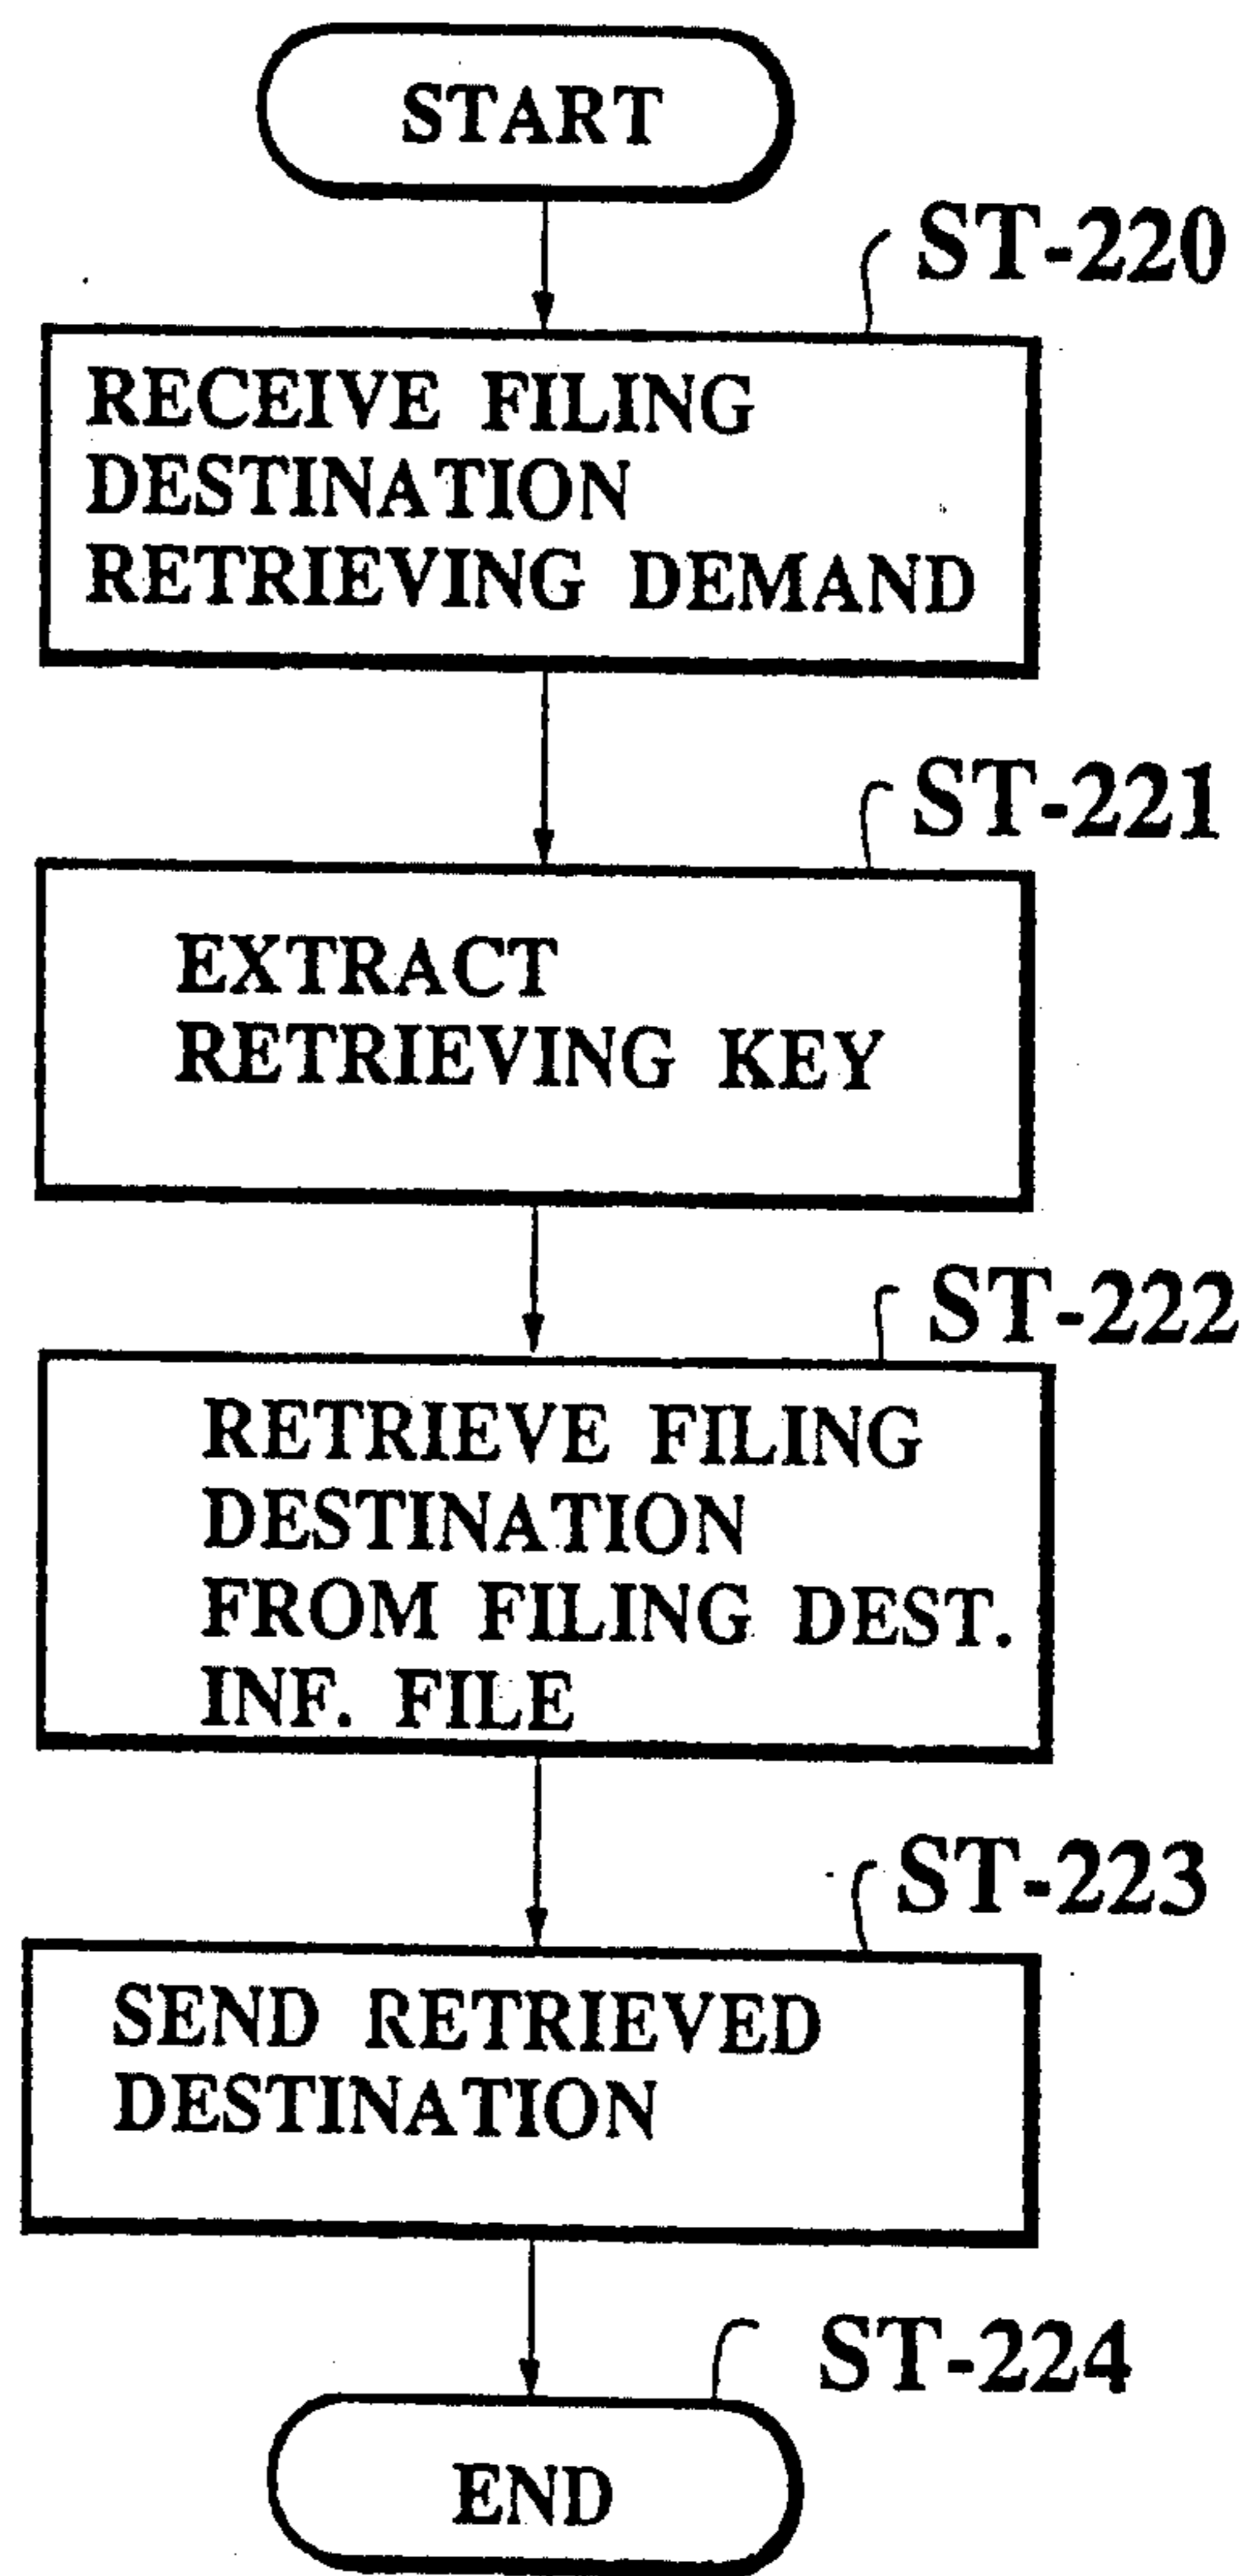 START
ST-220
RECEIVE FILING
DESTINATION
RETRIEVING DEMAND
ST-221
EXTRACT
RETRIEVING KEY
ST-222
RETRIEVE FILING
DESTINATION
FROM FILING DEST.
INF. FILE
ST-223
SEND RETRIEVED
DESTINATION
ST-224
END